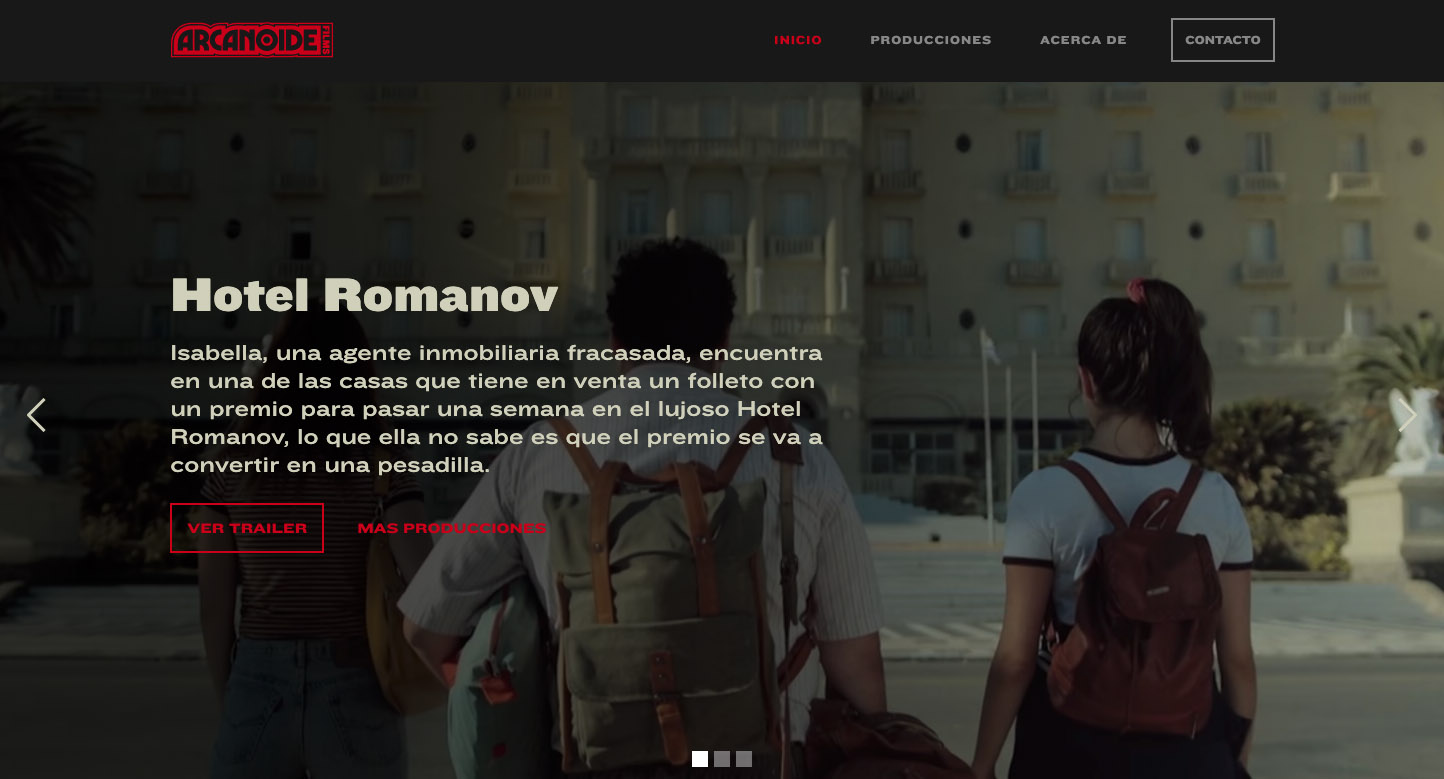 ARCANOIDE FILMS
INICIO
PRODUCCIONES
ACERCA DE
CONTACTO
Hotel Romanov
Isabella, una agente inmobiliaria fracasada, encuentra
en una de las casas que tiene en venta un folleto con
un premio para pasar una semana en el lujoso Hotel
Romanov, lo que ella no sabe es que el premio se va a
convertir en una pesadilla.
VER TRAILER
MAS PRODUCCIONES